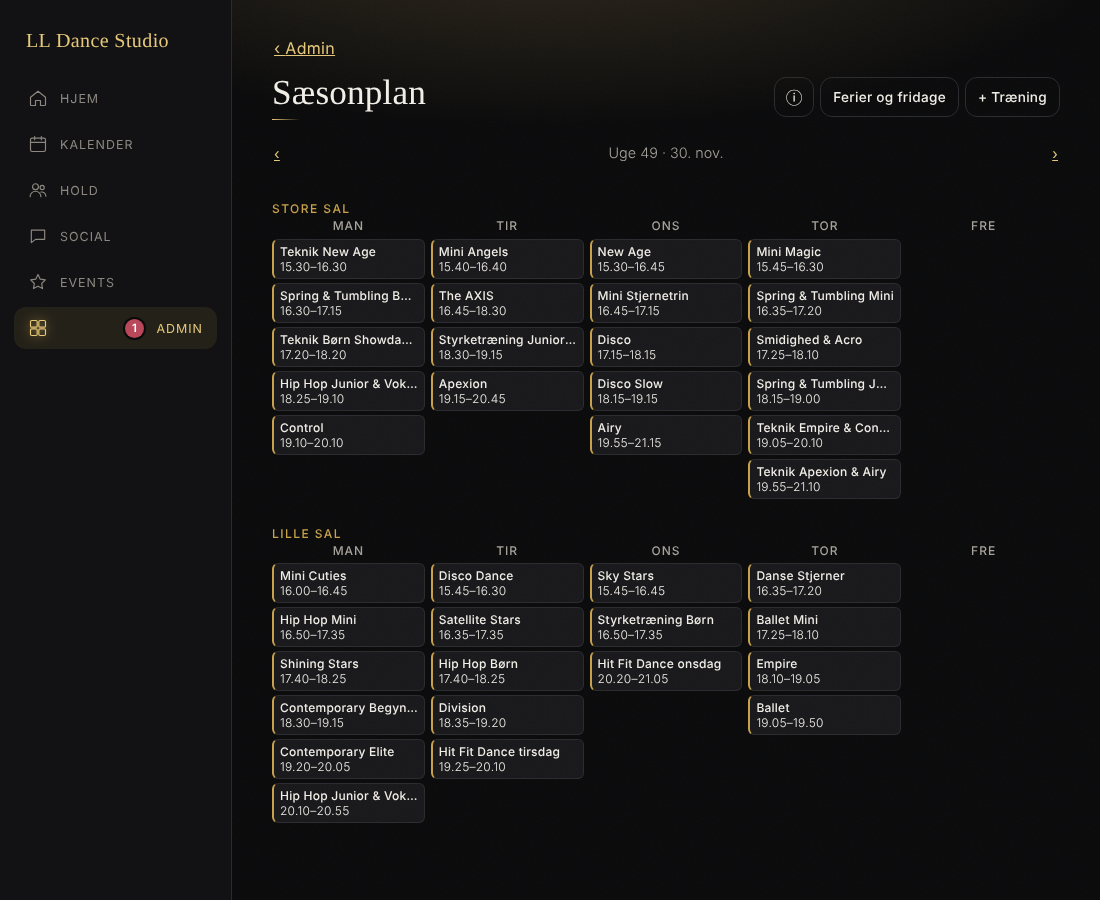 LL Dance Studio
HJEM
KALENDER
HOLD
SOCIAL
EVENTS
1 ADMIN
‹ Admin
Sæsonplan
Ferier og fridage
+ Træning
‹ Uge 49 · 30. nov. ›
STORE SAL
MAN TIR ONS TOR FRE
Teknik New Age
15.30–16.30
Spring & Tumbling B...
16.30–17.15
Teknik Børn Showda...
17.20–18.20
Hip Hop Junior & Vok...
18.25–19.10
Control
19.10–20.10
Mini Angels
15.40–16.40
The AXIS
16.45–18.30
Styrketræning Junior...
18.30–19.15
Apexion
19.15–20.45
New Age
15.30–16.45
Mini Stjernetrin
16.45–17.15
Disco
17.15–18.15
Disco Slow
18.15–19.15
Airy
19.55–21.15
Mini Magic
15.45–16.30
Spring & Tumbling Mini
16.35–17.20
Smidighed & Acro
17.25–18.10
Spring & Tumbling J...
18.15–19.00
Teknik Empire & Con...
19.05–20.10
Teknik Apexion & Airy
19.55–21.10
LILLE SAL
MAN TIR ONS TOR FRE
Mini Cuties
16.00–16.45
Hip Hop Mini
16.50–17.35
Shining Stars
17.40–18.25
Contemporary Begyn...
18.30–19.15
Contemporary Elite
19.20–20.05
Hip Hop Junior & Vok...
20.10–20.55
Disco Dance
15.45–16.30
Satellite Stars
16.35–17.35
Hip Hop Børn
17.40–18.25
Division
18.35–19.20
Hit Fit Dance tirsdag
19.25–20.10
Sky Stars
15.45–16.45
Styrketræning Børn
16.50–17.35
Hit Fit Dance onsdag
20.20–21.05
Danse Stjerner
16.35–17.20
Ballet Mini
17.25–18.10
Empire
18.10–19.05
Ballet
19.05–19.50